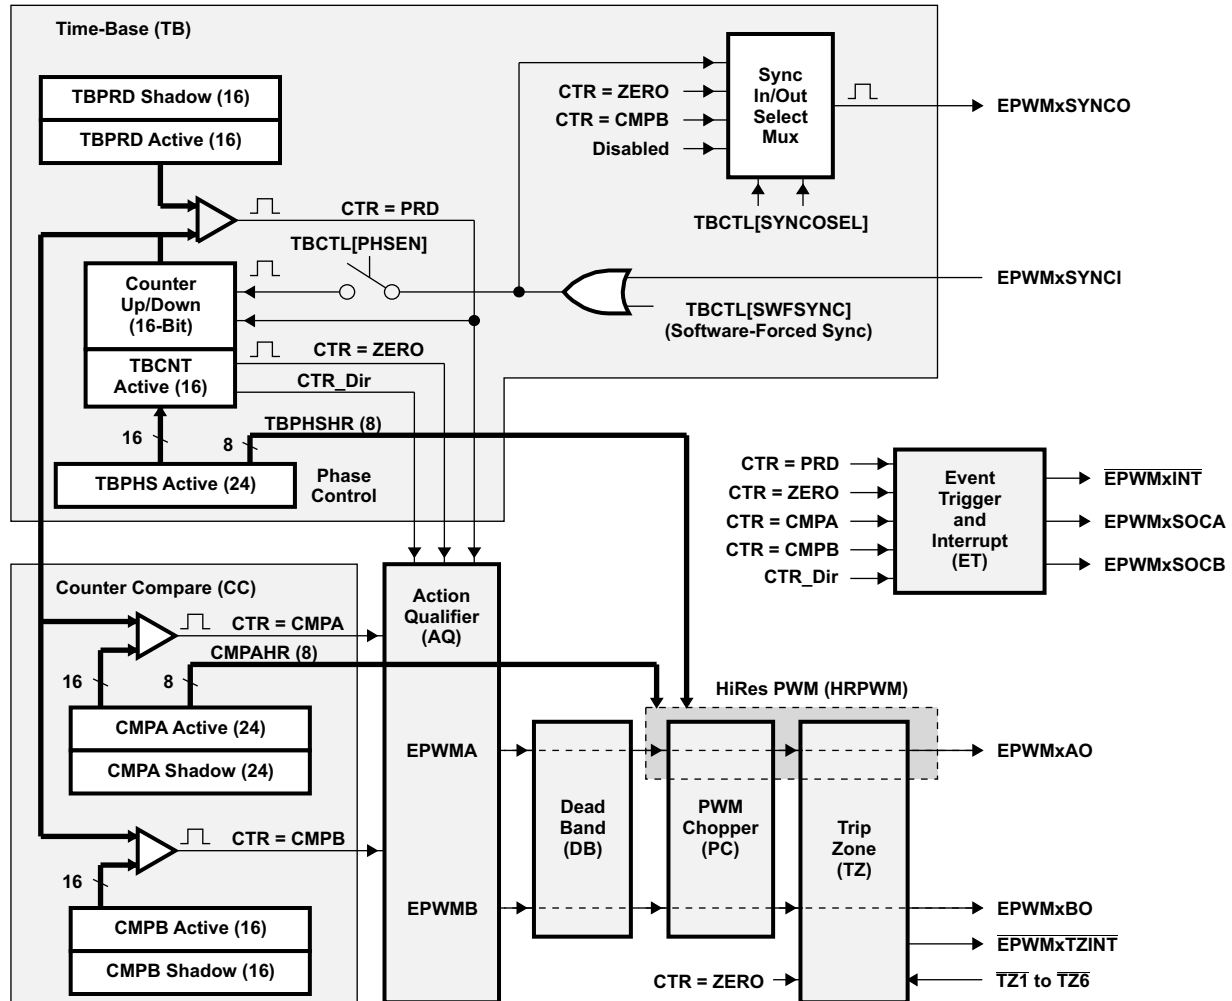 Time-Base (TB)
TBPRD Shadow (16)
TBPRD Active (16)
CTR = ZERO
CTR = CMPB
Disabled
Sync
In/Out
Select
Mux
EPWMxSYNCO
TBCTL[SYNCOSEL]
CTR = PRD
TBCTL[PHSEN]
Counter
Up/Down
(16-Bit)
EPWMxSYNCI
TBCTL[SWFSYNC]
(Software-Forced Sync)
CTR = ZERO
TBCNT
Active (16)
CTR_Dir
16
8
TBPHSHR (8)
TBPHS Active (24)
Phase
Control
CTR = PRD
CTR = ZERO
CTR = CMPA
CTR = CMPB
CTR_Dir
Event
Trigger
and
Interrupt
(ET)
EPWMxINT
EPWMxSOCA
EPWMxSOCB
Counter Compare (CC)
CTR = CMPA
Action
Qualifier
(AQ)
16
8
CMPAHR (8)
HiRes PWM (HRPWM)
CMPA Active (24)
CMPA Shadow (24)
EPWMA
EPWMxAO
Dead
Band
(DB)
PWM
Chopper
(PC)
Trip
Zone
(TZ)
CTR = CMPB
16
CMPB Active (16)
CMPB Shadow (16)
EPWMB
EPWMxBO
EPWMxTZINT
CTR = ZERO
TZ1 to TZ6